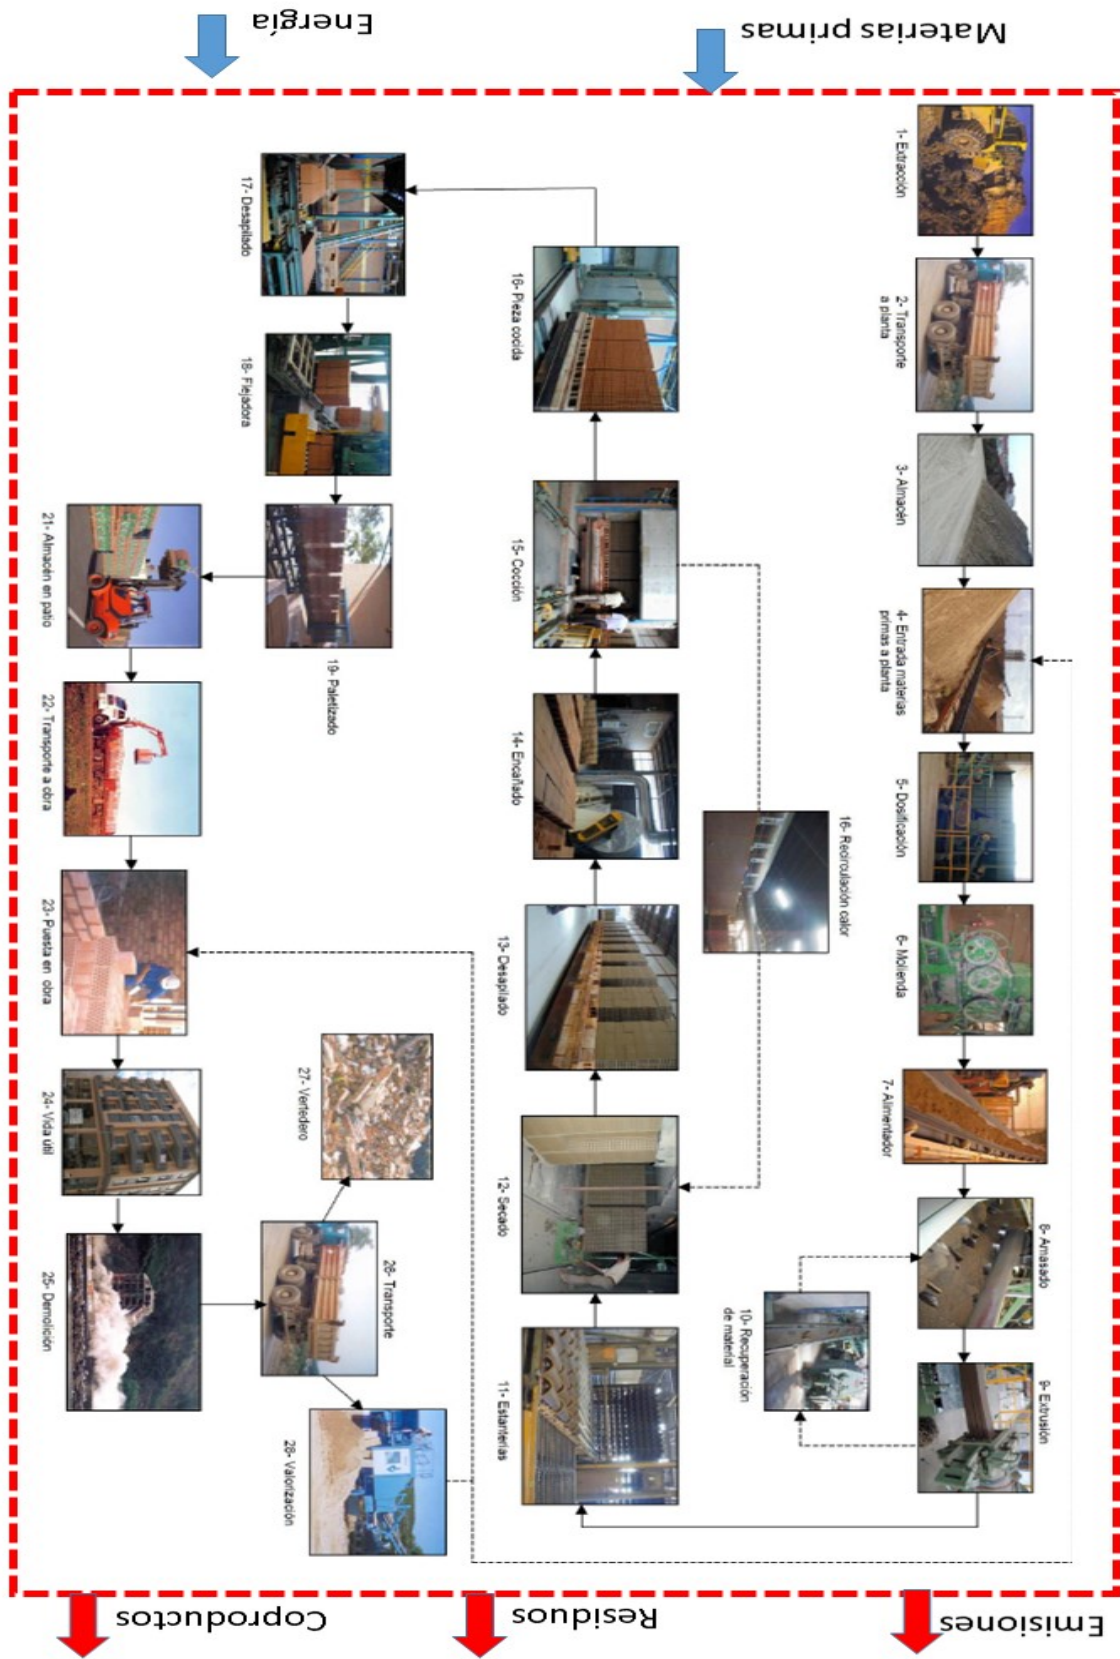 Materias primas
Energía
1- Extracción
2- Transporte
a planta
3- Almacén
4- Entrada materias
primas a planta
5- Dosificación
6- Molienda
7- Alimentador
8- Amasado
9- Extrusión
10- Recuperación
de material
11- Estanterías
12- Secado
13- Desapilado
14- Encañado
15- Cocción
16- Recirculación calor
16- Pieza cocida
17- Desapilado
18- Flejadora
19- Paletizado
21- Almacén en patio
22- Transporte a obra
23- Puesta en obra
24- Vida útil
25- Demolición
26- Transporte
27- Vertedero
28- Valorización
Emisiones
Residuos
Coproductos